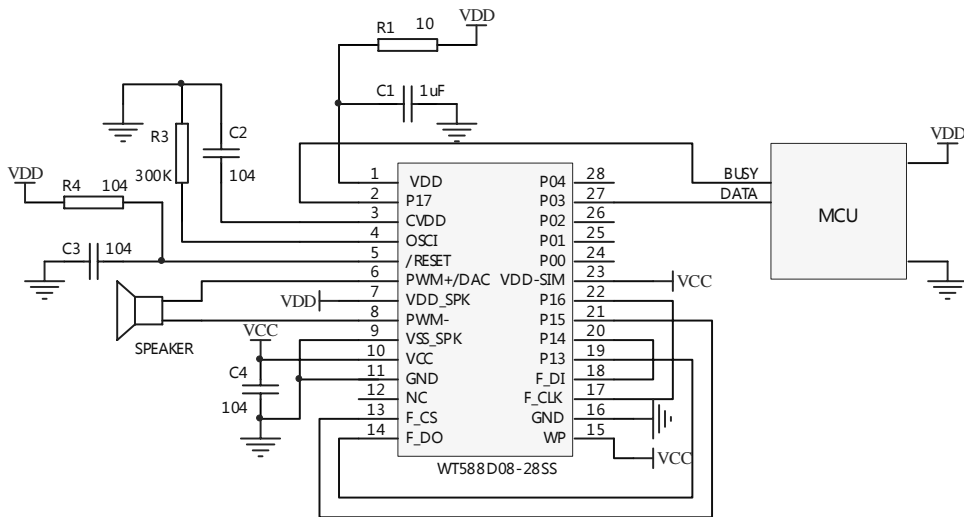 R1 10 VDD
C1 1uF
R3 300K
C2 104
VDD
R4 104
C3 104
BUSY
DATA
MCU
VDD
1 VDD P04 28
2 P17 P03 27
3 CVDD P02 26
4 OSCI P01 25
5 /RESET P00 24
6 PWM+/DAC VDD-SIM 23
7 VDD_SPK P16 22
8 PWM- P15 21
9 VSS_SPK P14 20
10 VCC P13 19
11 GND F_DI 18
12 NC F_CLK 17
13 F_CS GND 16
14 F_DO WP 15
VDD
VCC
SPEAKER
VCC
C4 104
VCC
WT588D08-28SS